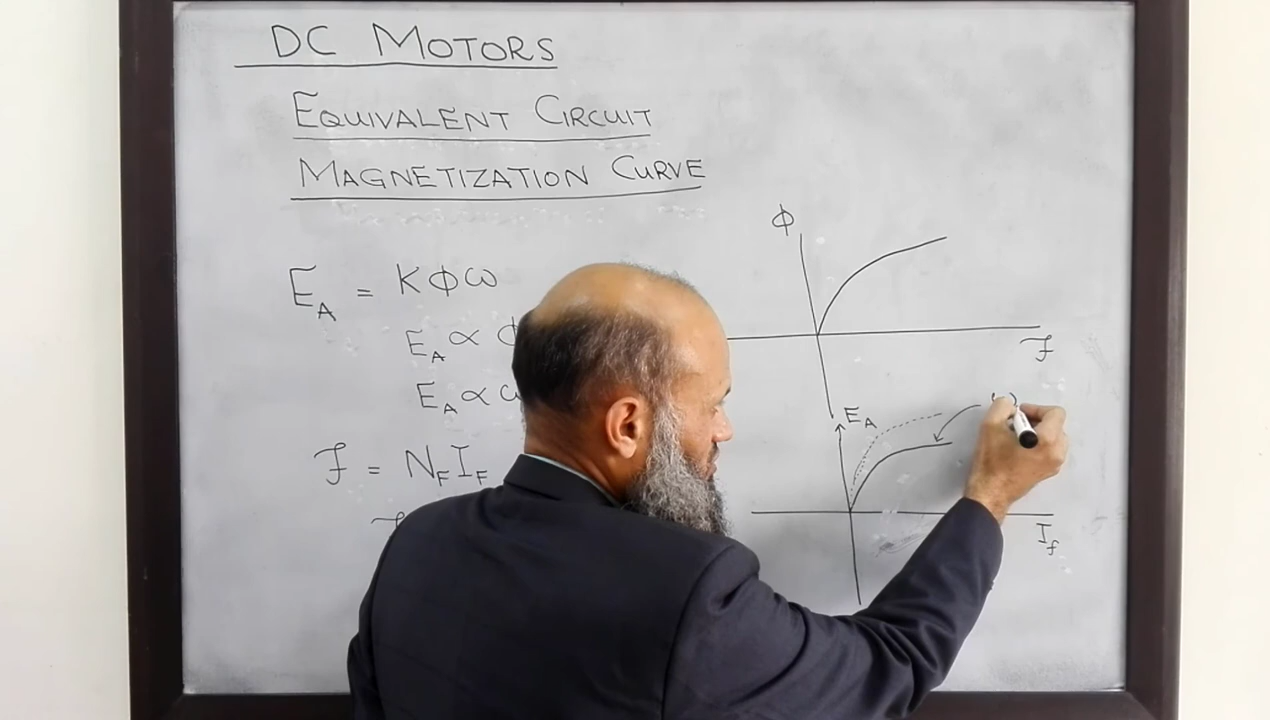 DC MOTORS
EQUIVALENT CIRCUIT
MAGNETIZATION CURVE
E_A = KΦω
E_A ∝
E_A ∝ ω
ℱ = N_F I_F
Φ
ℱ
E_A
I_f